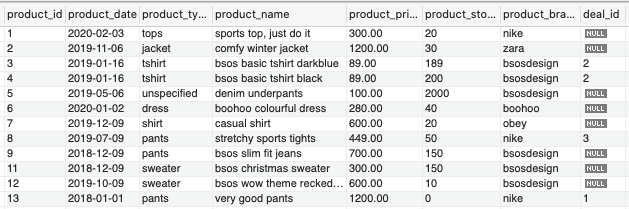 product_id product_date product_ty... product_name product_pri... product_sto... product_bra... deal_id
1 2020-02-03 tops sports top, just do it 300.00 20 nike NULL
2 2019-11-06 jacket comfy winter jacket 1200.00 30 zara NULL
3 2019-01-16 tshirt bsos basic tshirt darkblue 89.00 189 bsosdesign 2
4 2019-01-16 tshirt bsos basic tshirt black 89.00 200 bsosdesign 2
5 2019-05-06 unspecified denim underpants 100.00 2000 bsosdesign NULL
6 2020-01-02 dress boohoo colourful dress 280.00 40 boohoo NULL
7 2019-12-09 shirt casual shirt 600.00 20 obey NULL
8 2019-07-09 pants stretchy sports tights 449.00 50 nike 3
9 2018-12-09 pants bsos slim fit jeans 700.00 150 bsosdesign NULL
11 2018-12-09 sweater bsos christmas sweater 300.00 150 bsosdesign NULL
12 2019-10-09 sweater bsos wow theme recked... 600.00 10 bsosdesign NULL
13 2018-01-01 pants very good pants 1200.00 0 nike 1